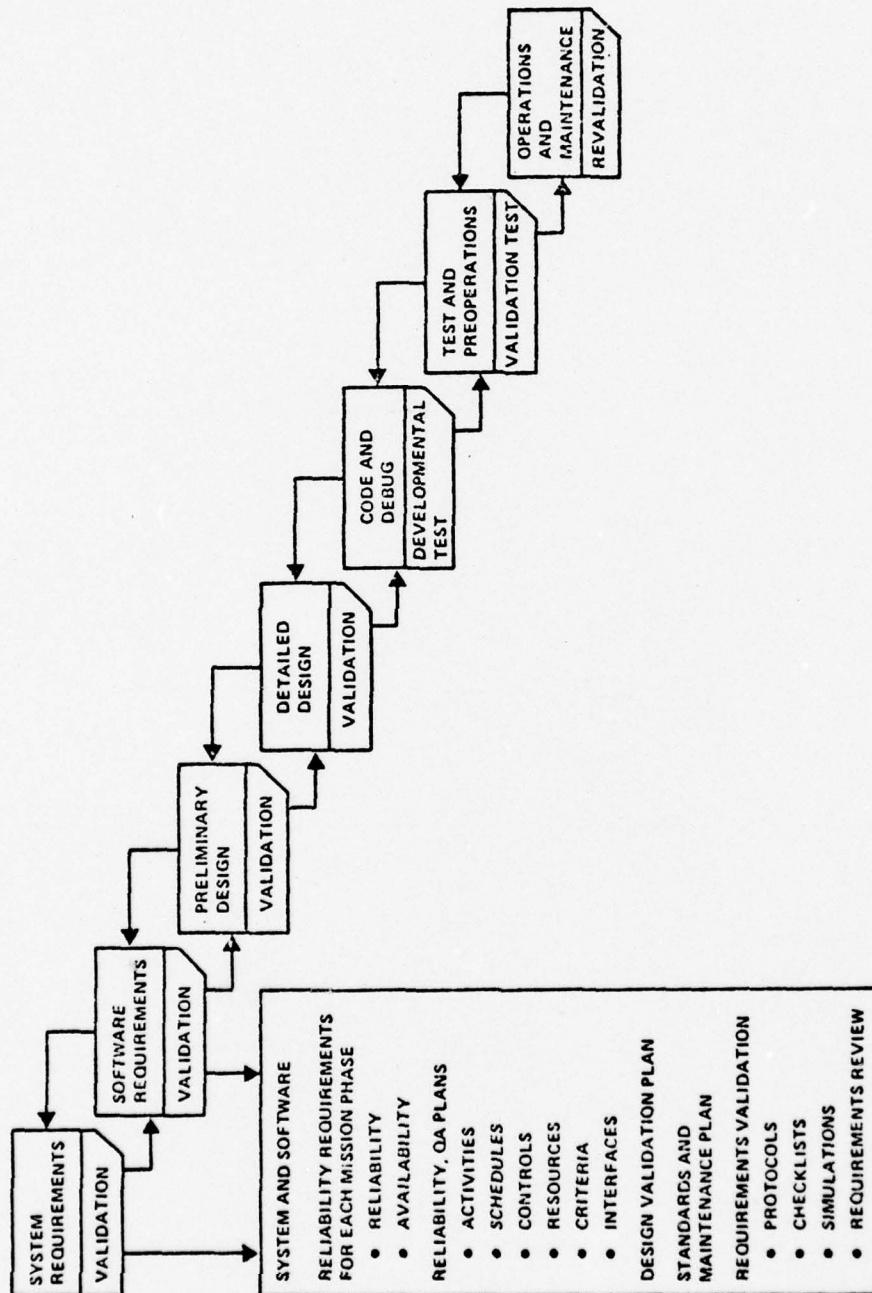 SYSTEM
REQUIREMENTS
VALIDATION
SOFTWARE
REQUIREMENTS
VALIDATION
PRELIMINARY
DESIGN
VALIDATION
DETAILED
DESIGN
VALIDATION
CODE AND
DEBUG
DEVELOPMENTAL
TEST
TEST AND
PREOPERATIONS
VALIDATION TEST
OPERATIONS
AND
MAINTENANCE
REVALIDATION
SYSTEM AND SOFTWARE
RELIABILITY REQUIREMENTS
FOR EACH MISSION PHASE
• RELIABILITY
• AVAILABILITY
RELIABILITY, QA PLANS
• ACTIVITIES
• SCHEDULES
• CONTROLS
• RESOURCES
• CRITERIA
• INTERFACES
DESIGN VALIDATION PLAN
STANDARDS AND
MAINTENANCE PLAN
REQUIREMENTS VALIDATION
• PROTOCOLS
• CHECKLISTS
• SIMULATIONS
• REQUIREMENTS REVIEW